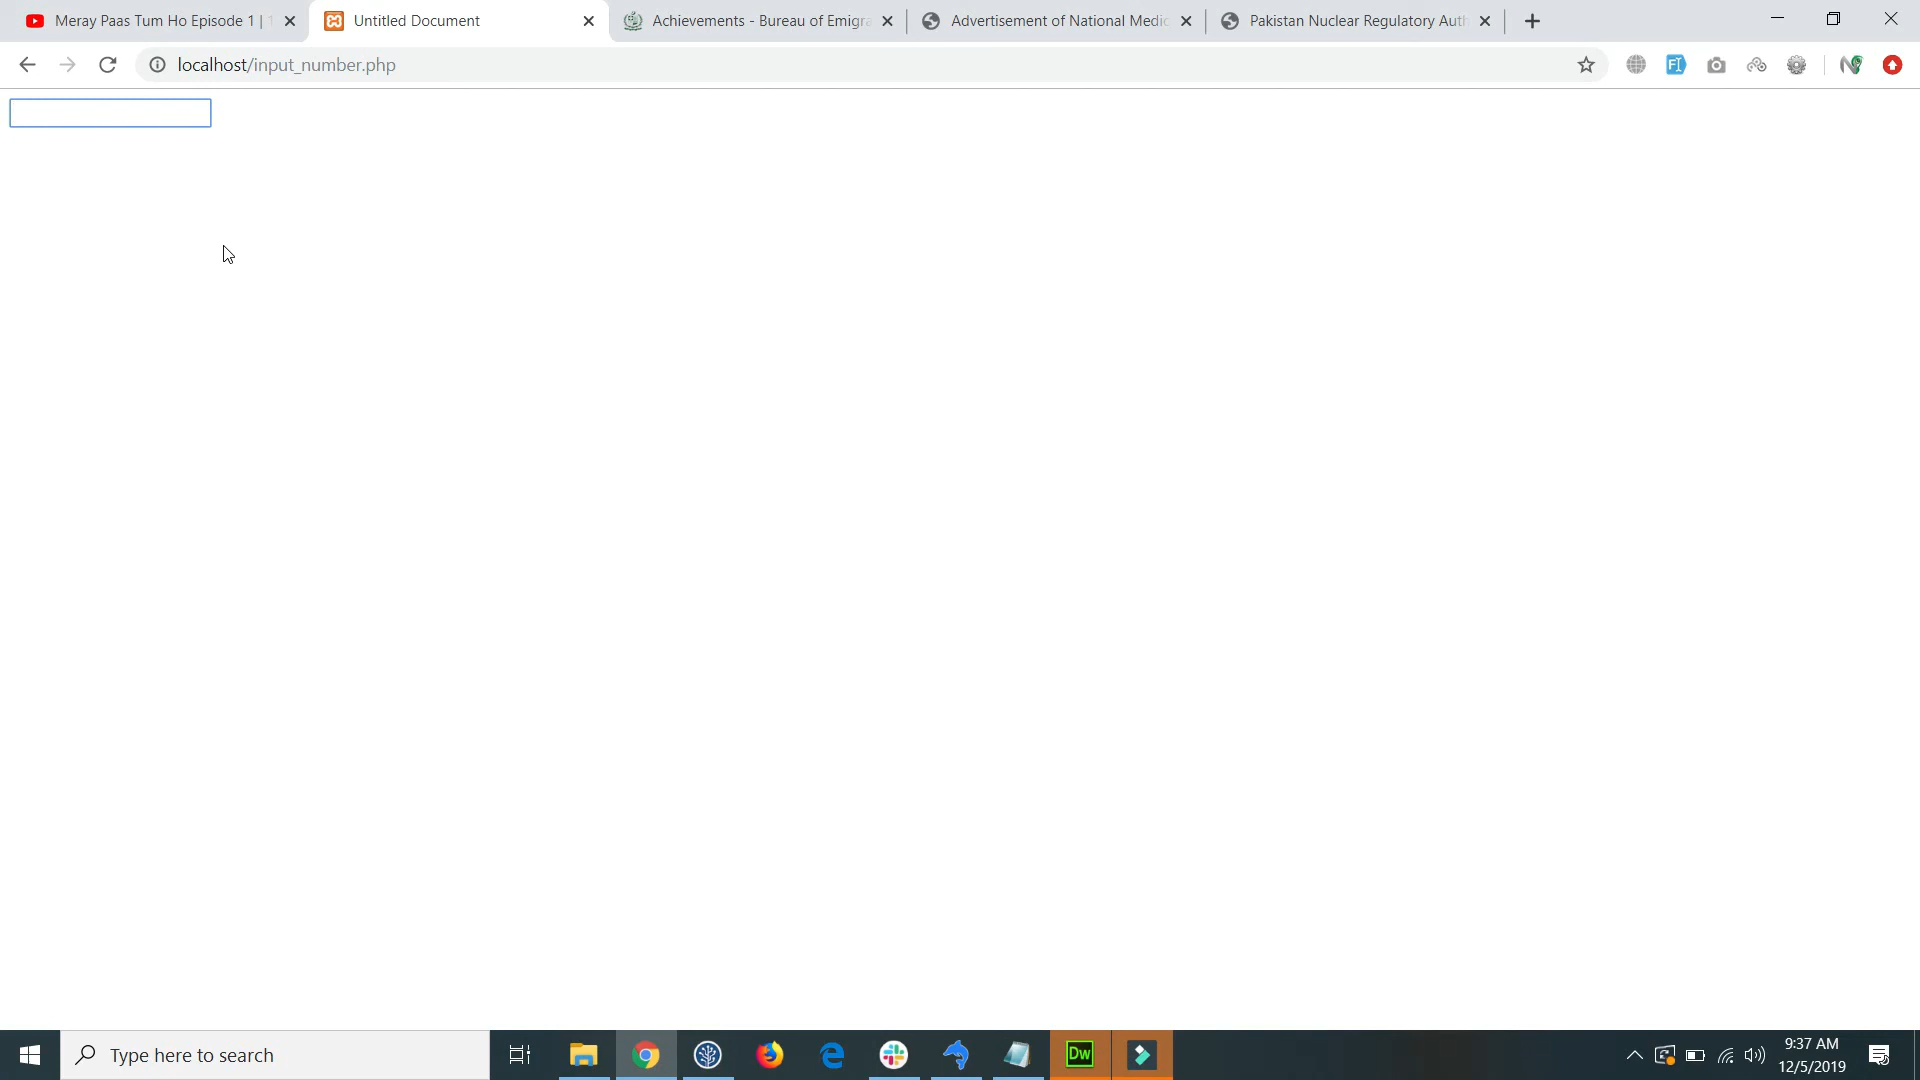 Meray Paas Tum Ho Episode 1 |
Untitled Document
Achievements - Bureau of Emigra
Advertisement of National Medic
Pakistan Nuclear Regulatory Auth
localhost/input_number.php
Type here to search
Dw
9:37 AM
12/5/2019